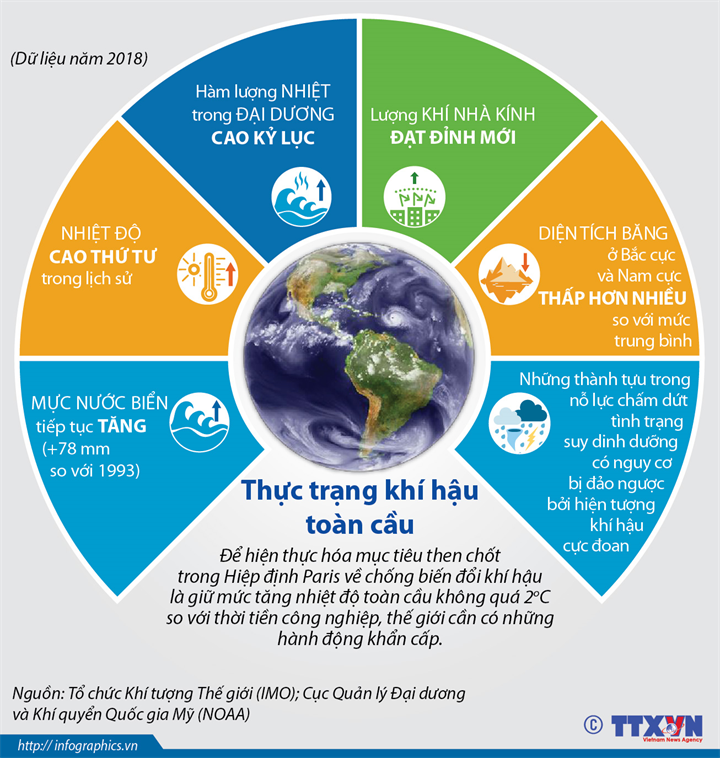 (Dữ liệu năm 2018)
Hàm lượng NHIỆT
trong ĐẠI DƯƠNG
CAO KỶ LỤC
Lượng KHÍ NHÀ KÍNH
ĐẠT ĐỈNH MỚI
NHIỆT ĐỘ
CAO THỨ TƯ
trong lịch sử
DIỆN TÍCH BĂNG
ở Bắc cực
và Nam cực
THẤP HƠN NHIỀU
so với mức
trung bình
MỰC NƯỚC BIỂN
tiếp tục TĂNG
(+78 mm
so với 1993)
Những thành tựu trong
nỗ lực chấm dứt
tình trạng
suy dinh dưỡng
có nguy cơ
bị đảo ngược
bởi hiện tượng
khí hậu
cực đoan
Thực trạng khí hậu
toàn cầu
Để hiện thực hóa mục tiêu then chốt
trong Hiệp định Paris về chống biến đổi khí hậu
là giữ mức tăng nhiệt độ toàn cầu không quá 2°C
so với thời tiền công nghiệp, thế giới cần có những
hành động khẩn cấp.
Nguồn: Tổ chức Khí tượng Thế giới (IMO); Cục Quản lý Đại dương
và Khí quyển Quốc gia Mỹ (NOAA)
© TTXVN
Vietnam News Agency
http://infographics.vn